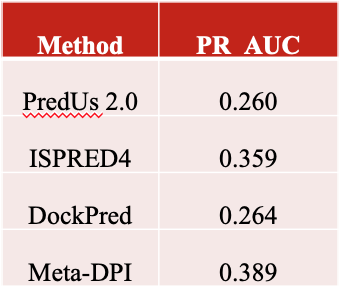 Method PR AUC
PredUs 2.0 0.260
ISPRED4 0.359
DockPred 0.264
Meta-DPI 0.389